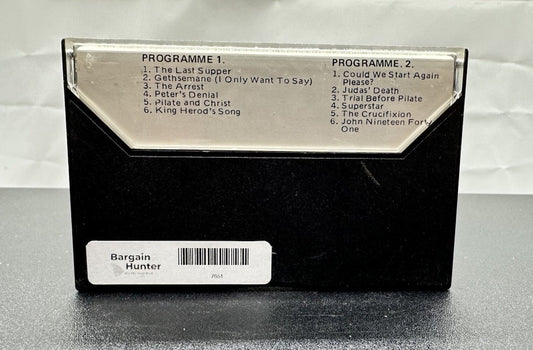 PROGRAMME 1.
1. The Last Supper
2. Gethsemane (I Only Want To Say)
3. The Arrest
4. Peter's Denial
5. Pilate and Christ
6. King Herod's Song
PROGRAMME. 2.
1. Could We Start Again
Please?
2. Judas' Death
3. Trial Before Pilate
4. Superstar
5. The Crucifixion
6. John Nineteen Forty
One
Bargain
Hunter
7651